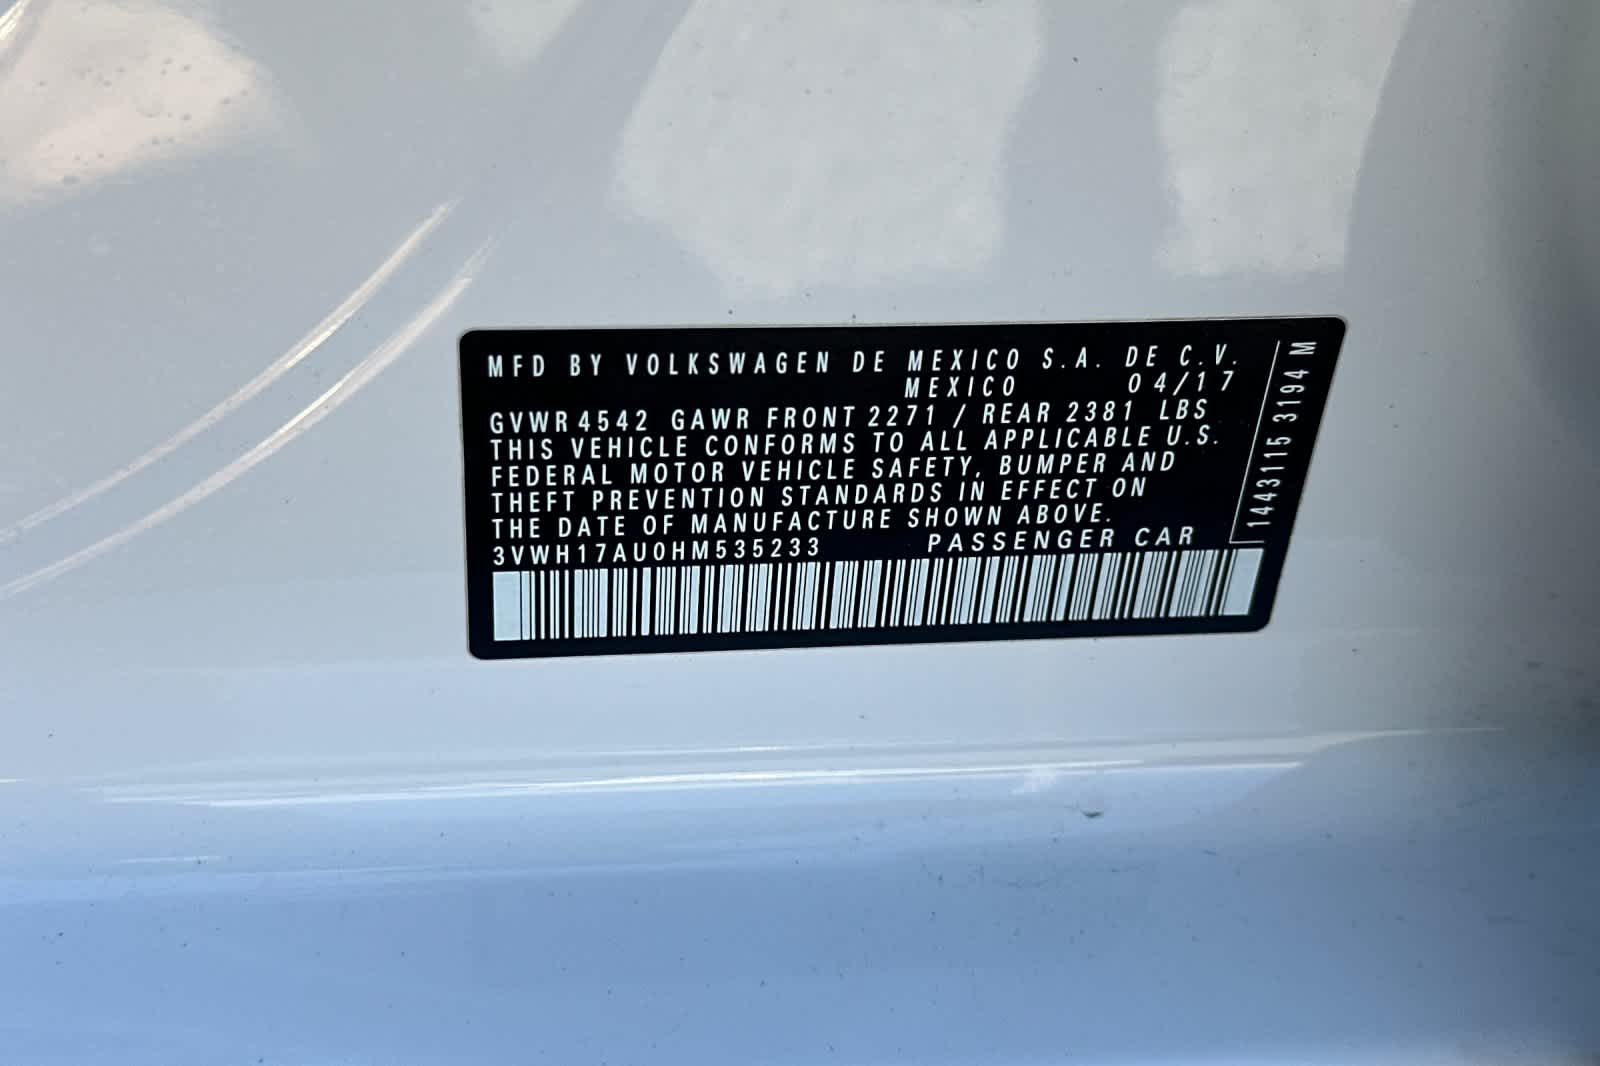 MFD BY VOLKSWAGEN DE MEXICO S.A. DE C.V.
MEXICO 04/17
GVWR 4542 GAWR FRONT 2271 / REAR 2381 LBS
THIS VEHICLE CONFORMS TO ALL APPLICABLE U.S.
FEDERAL MOTOR VEHICLE SAFETY, BUMPER AND
THEFT PREVENTION STANDARDS IN EFFECT ON
THE DATE OF MANUFACTURE SHOWN ABOVE.
3VWH17AU0HM535233 PASSENGER CAR
1443115 3194 M